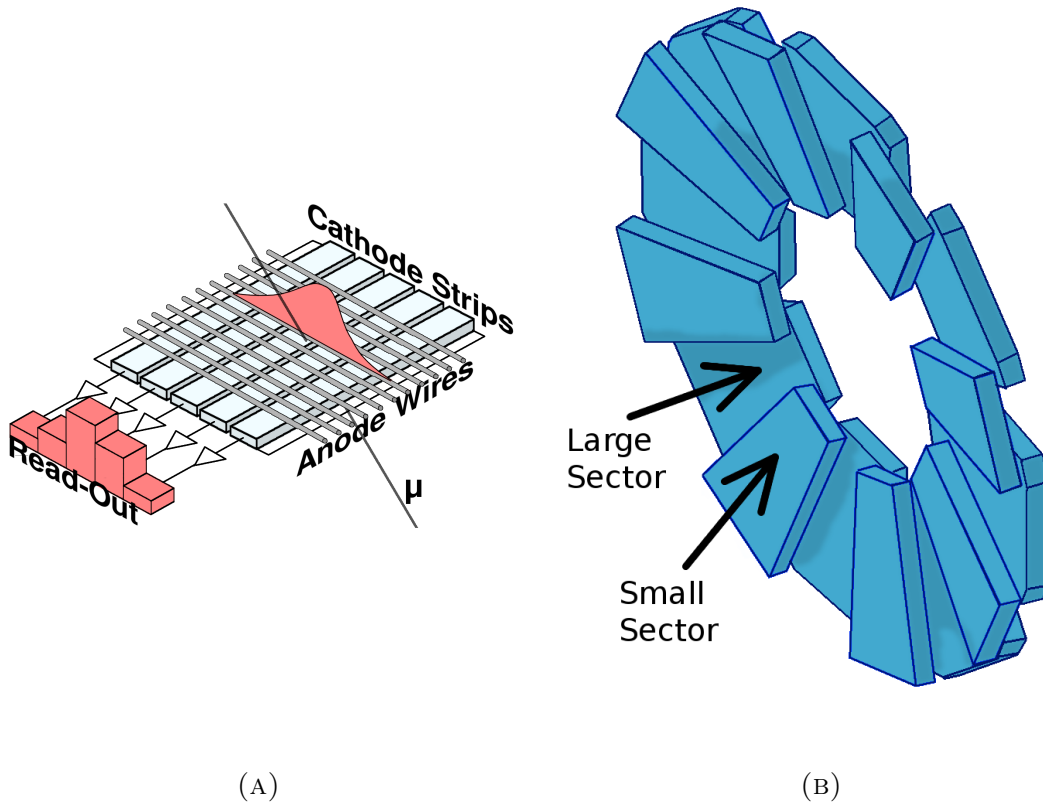 Cathode Strips
Anode Wires
Read-Out
μ
Large
Sector
Small
Sector
(A)
(B)